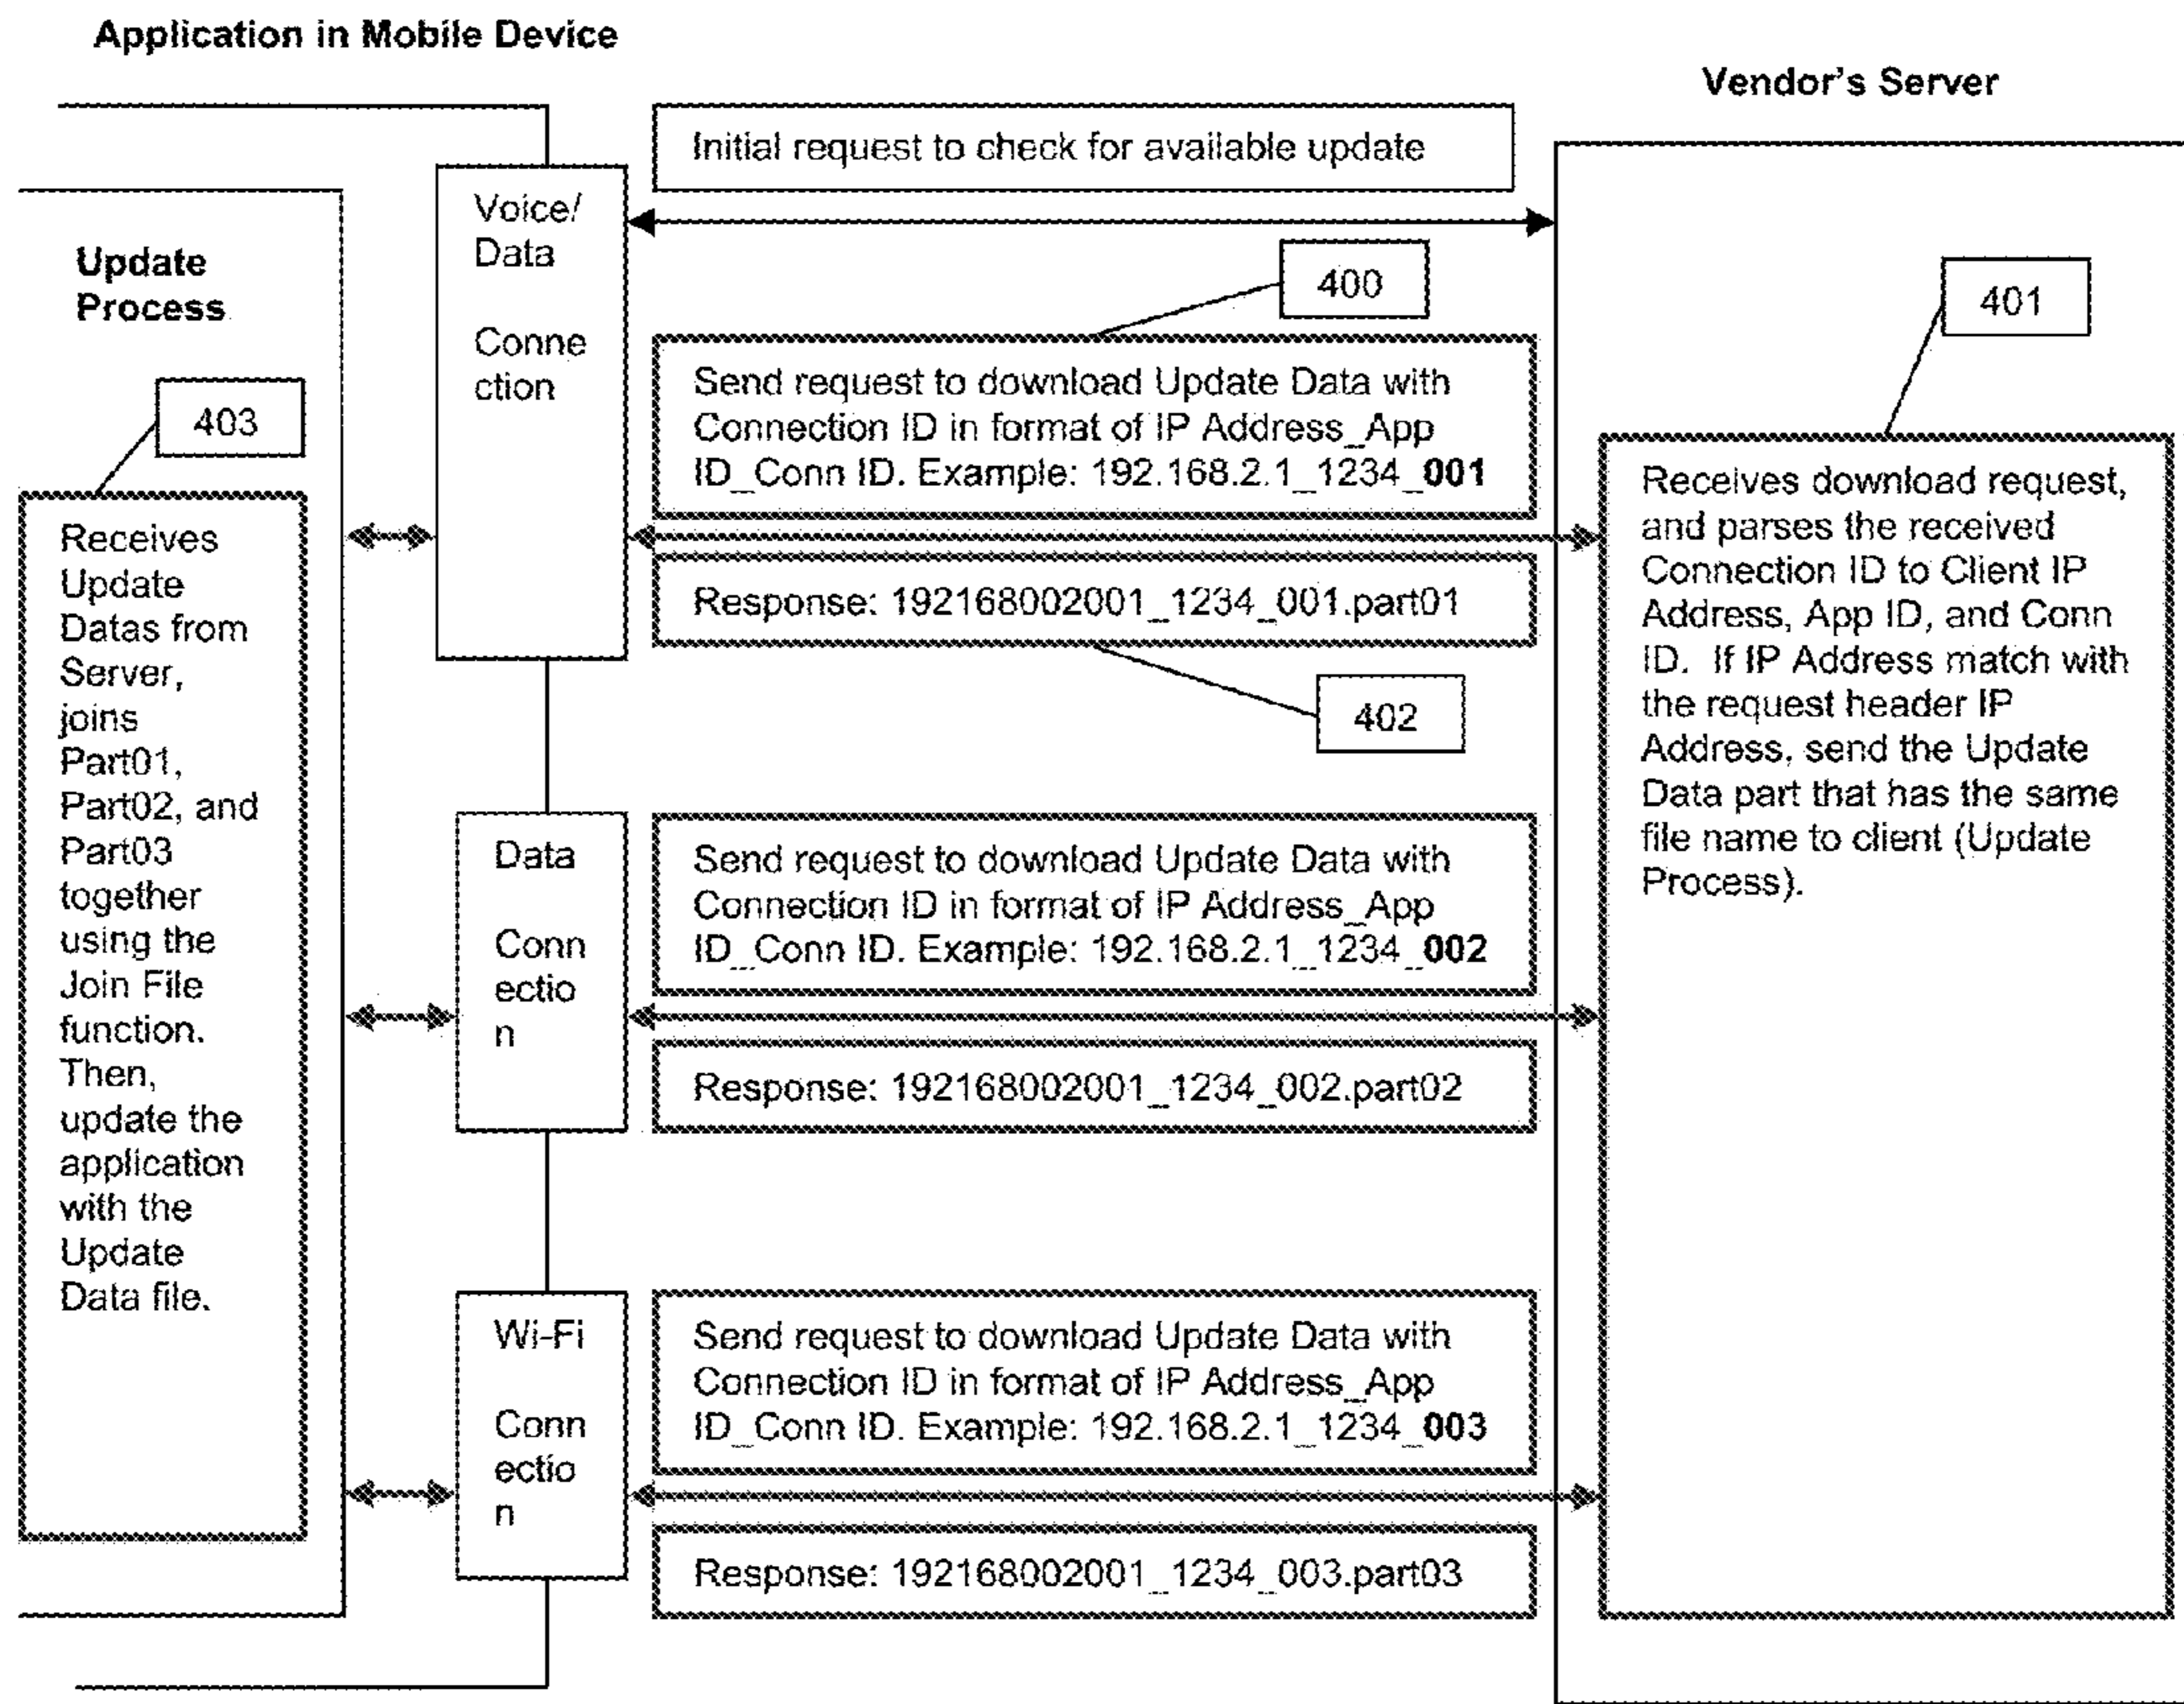 Application in Mobile Device
Vendor's Server
Initial request to check for available update
Voice/
Data
Conne
ction
Update
Process
400
401
403
Send request to download Update Data with
Connection ID in format of IP Address_App
ID_Conn ID. Example: 192.168.2.1_1234_001
Response: 192168002001_1234_001.part01
402
Receives
Update
Datas from
Server,
joins
Part01,
Part02, and
Part03
together
using the
Join File
function.
Then,
update the
application
with the
Update
Data file.
Receives download request,
and parses the received
Connection ID to Client IP
Address, App ID, and Conn
ID. If IP Address match with
the request header IP
Address, send the Update
Data part that has the same
file name to client (Update
Process).
Data
Conn
ectio
n
Send request to download Update Data with
Connection ID in format of IP Address_App
ID_Conn ID. Example: 192.168.2.1_1234_002
Response: 192168002001_1234_002.part02
Wi-Fi
Conn
ectio
n
Send request to download Update Data with
Connection ID in format of IP Address_App
ID_Conn ID. Example: 192.168.2.1_1234_003
Response: 192168002001_1234_003.part03